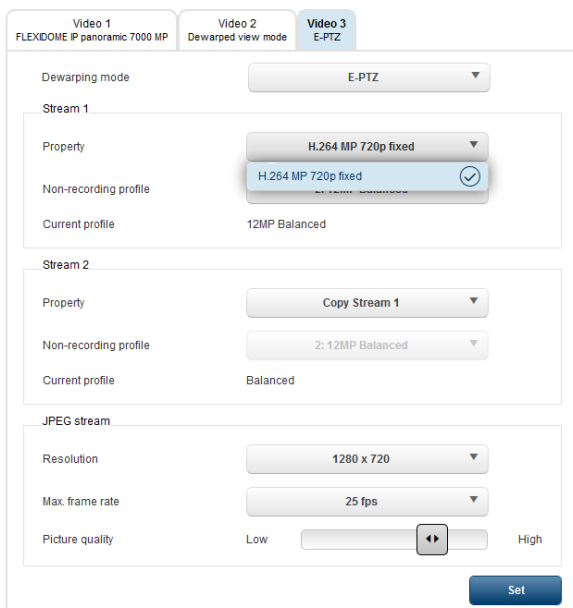 Video 1
FLEXIDOME IP panoramic 7000 MP
Video 2
Dewarped view mode
Video 3
E-PTZ
Dewarping mode
E-PTZ
Stream 1
Property
H.264 MP 720p fixed
H.264 MP 720p fixed
Non-recording profile
2: 12MP Balanced
Current profile
12MP Balanced
Stream 2
Property
Copy Stream 1
Non-recording profile
2: 12MP Balanced
Current profile
Balanced
JPEG stream
Resolution
1280 x 720
Max. frame rate
25 fps
Picture quality
Low
High
Set